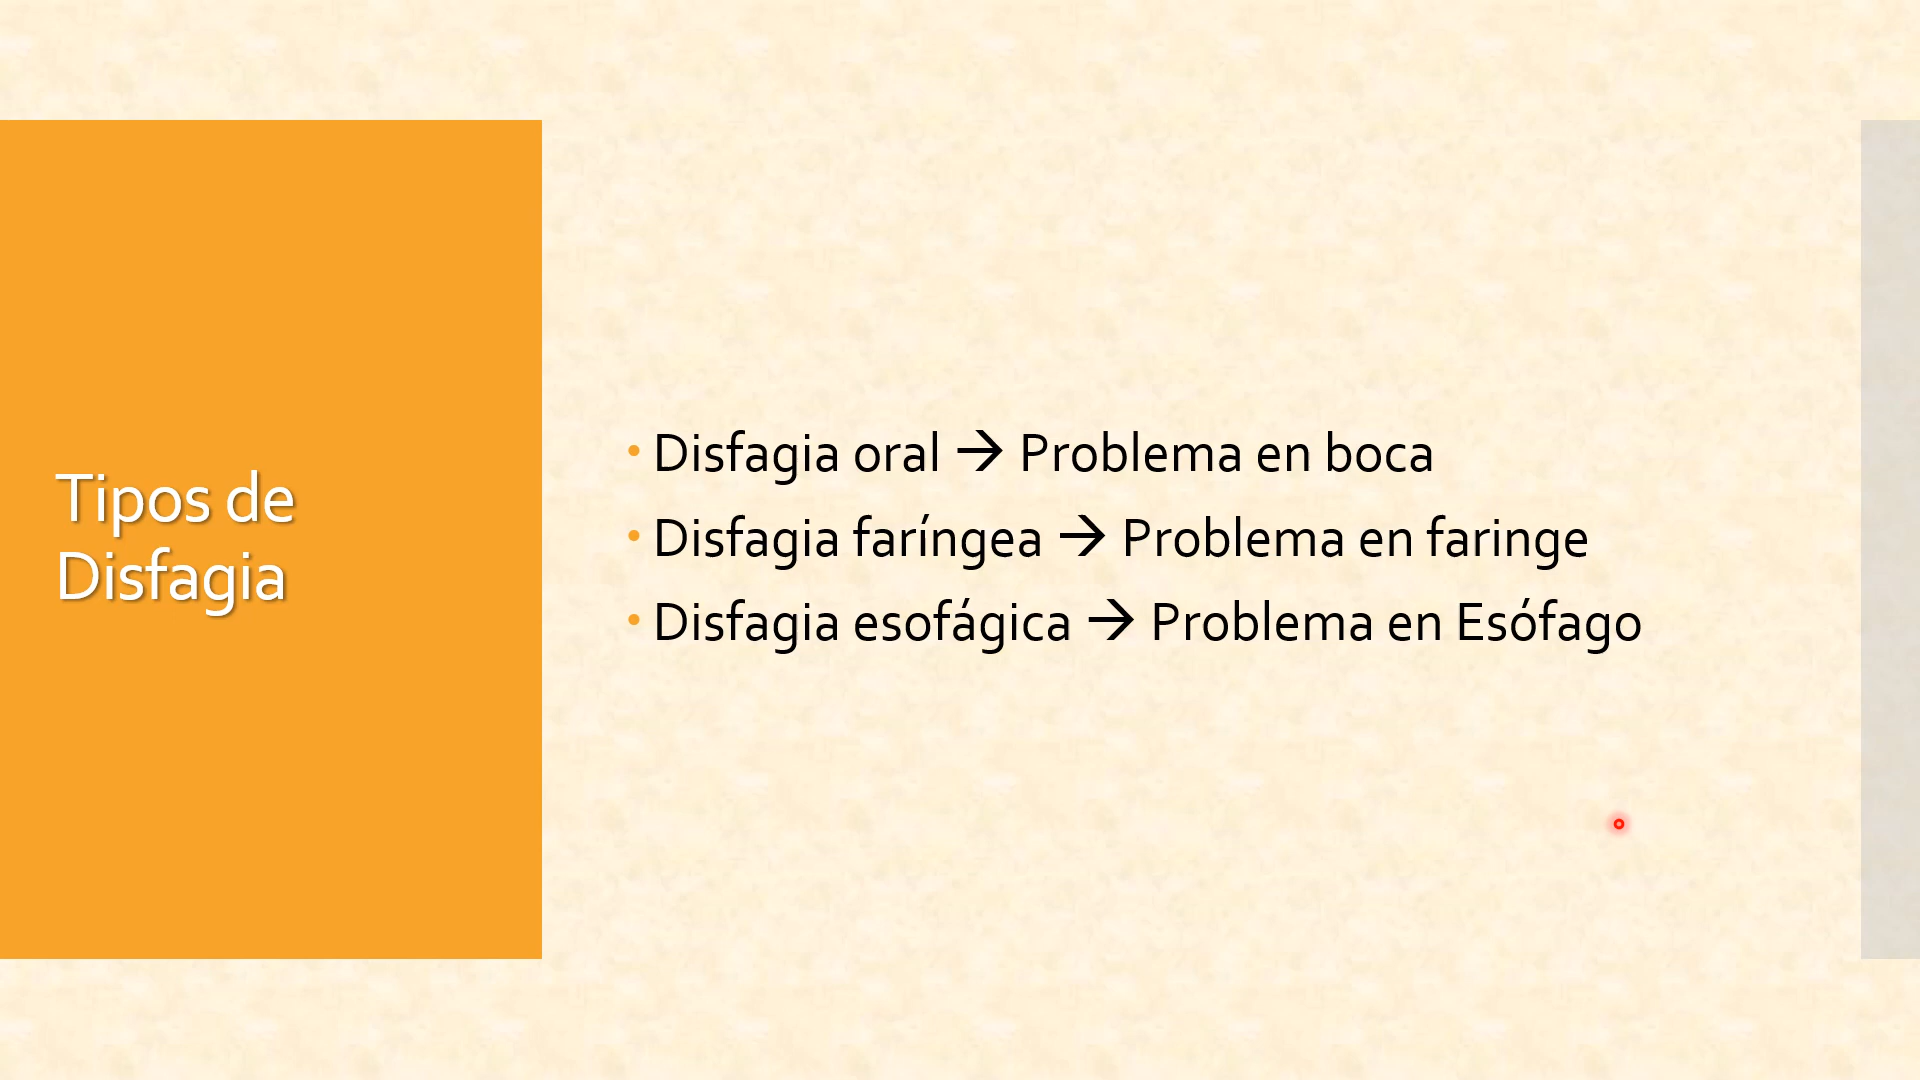 Tipos de
Disfagia
• Disfagia oral → Problema en boca
• Disfagia faríngea → Problema en faringe
• Disfagia esofágica → Problema en Esófago